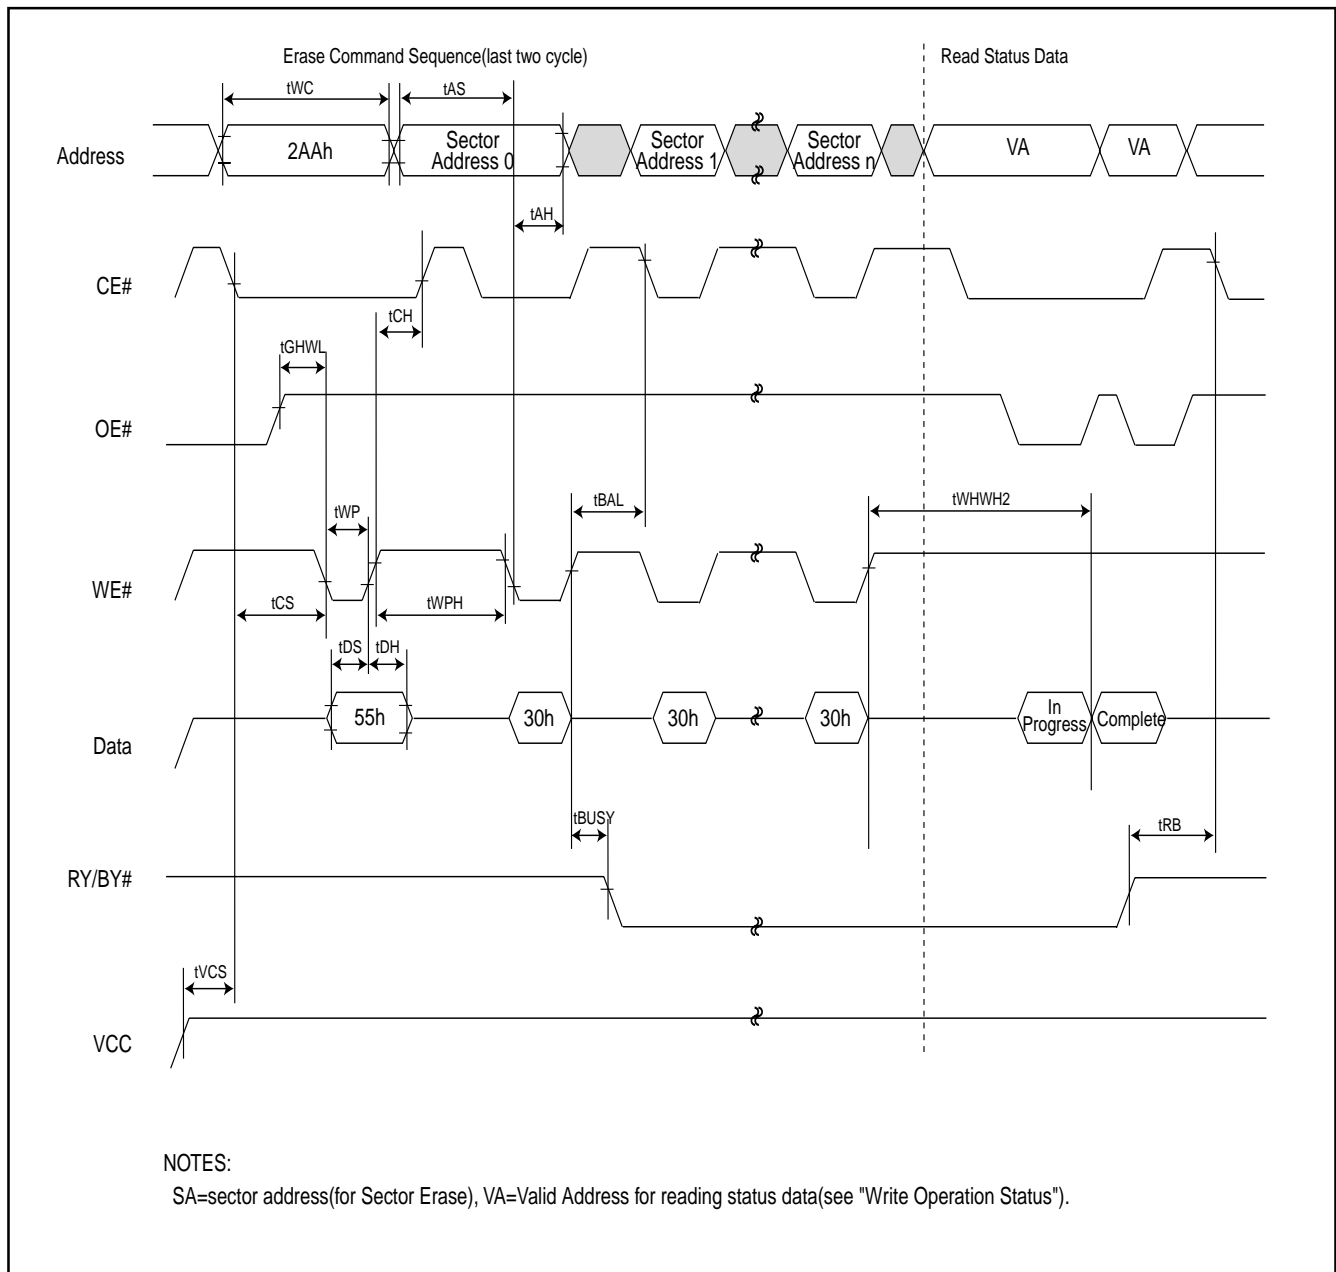 Erase Command Sequence(last two cycle)
Read Status Data
tWC
tAS
Address
2AAh
Sector
Address 0
Sector
Address 1
Sector
Address n
VA
VA
tAH
CE#
tCH
tGHWL
OE#
tBAL
tWHWH2
tWP
WE#
tCS
tWPH
tDS
tDH
Data
55h
30h
30h
30h
In
Progress
Complete
tBUSY
tRB
RY/BY#
tVCS
VCC
NOTES:
SA=sector address(for Sector Erase), VA=Valid Address for reading status data(see "Write Operation Status").